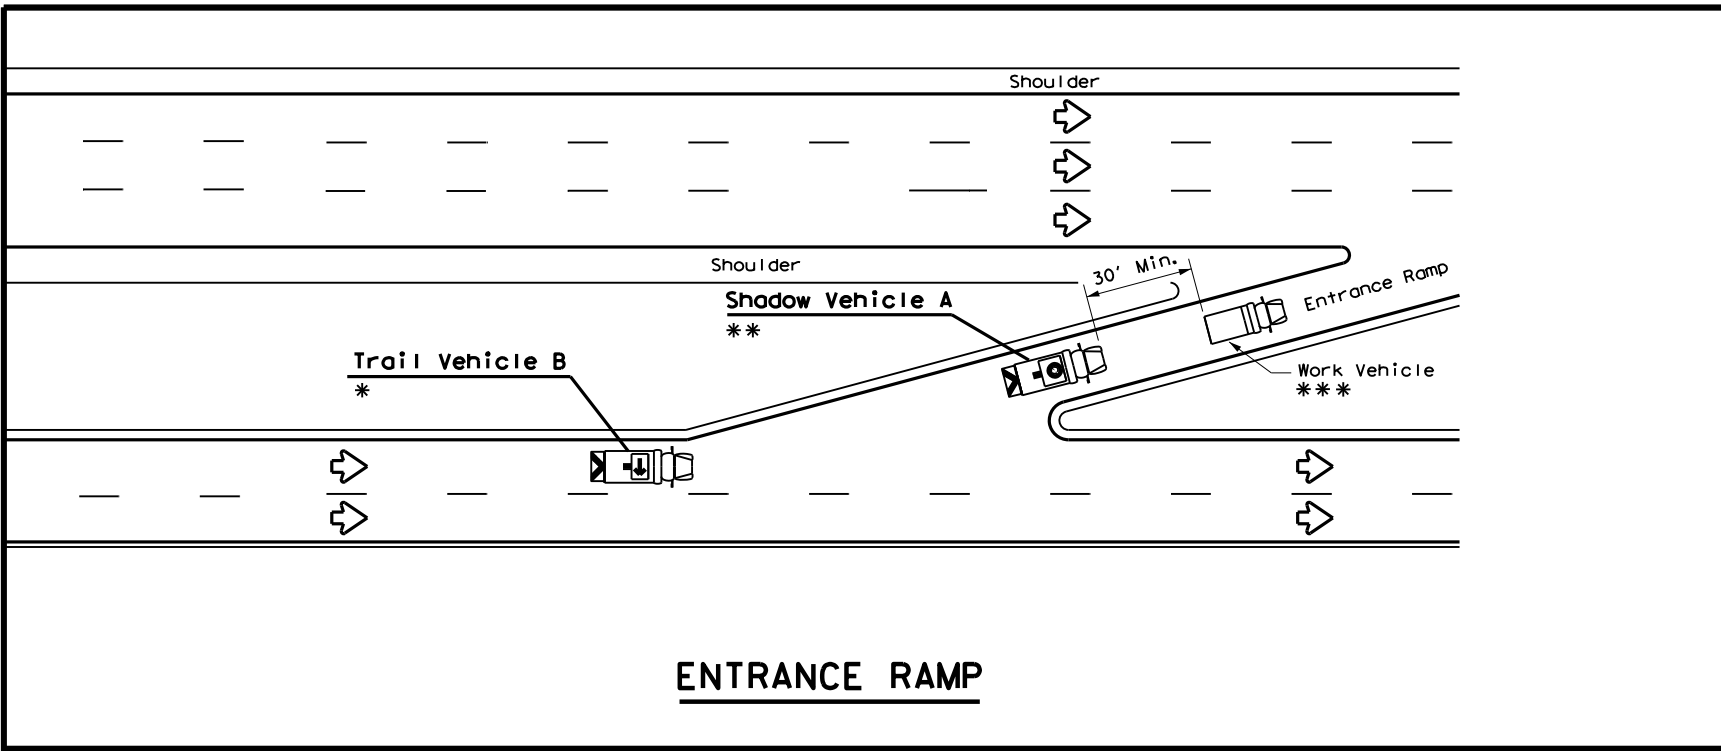 Shoulder
Shoulder
30' Min.
Entrance Ramp
Shadow Vehicle A
**
Trail Vehicle B
*
Work Vehicle
***
ENTRANCE RAMP